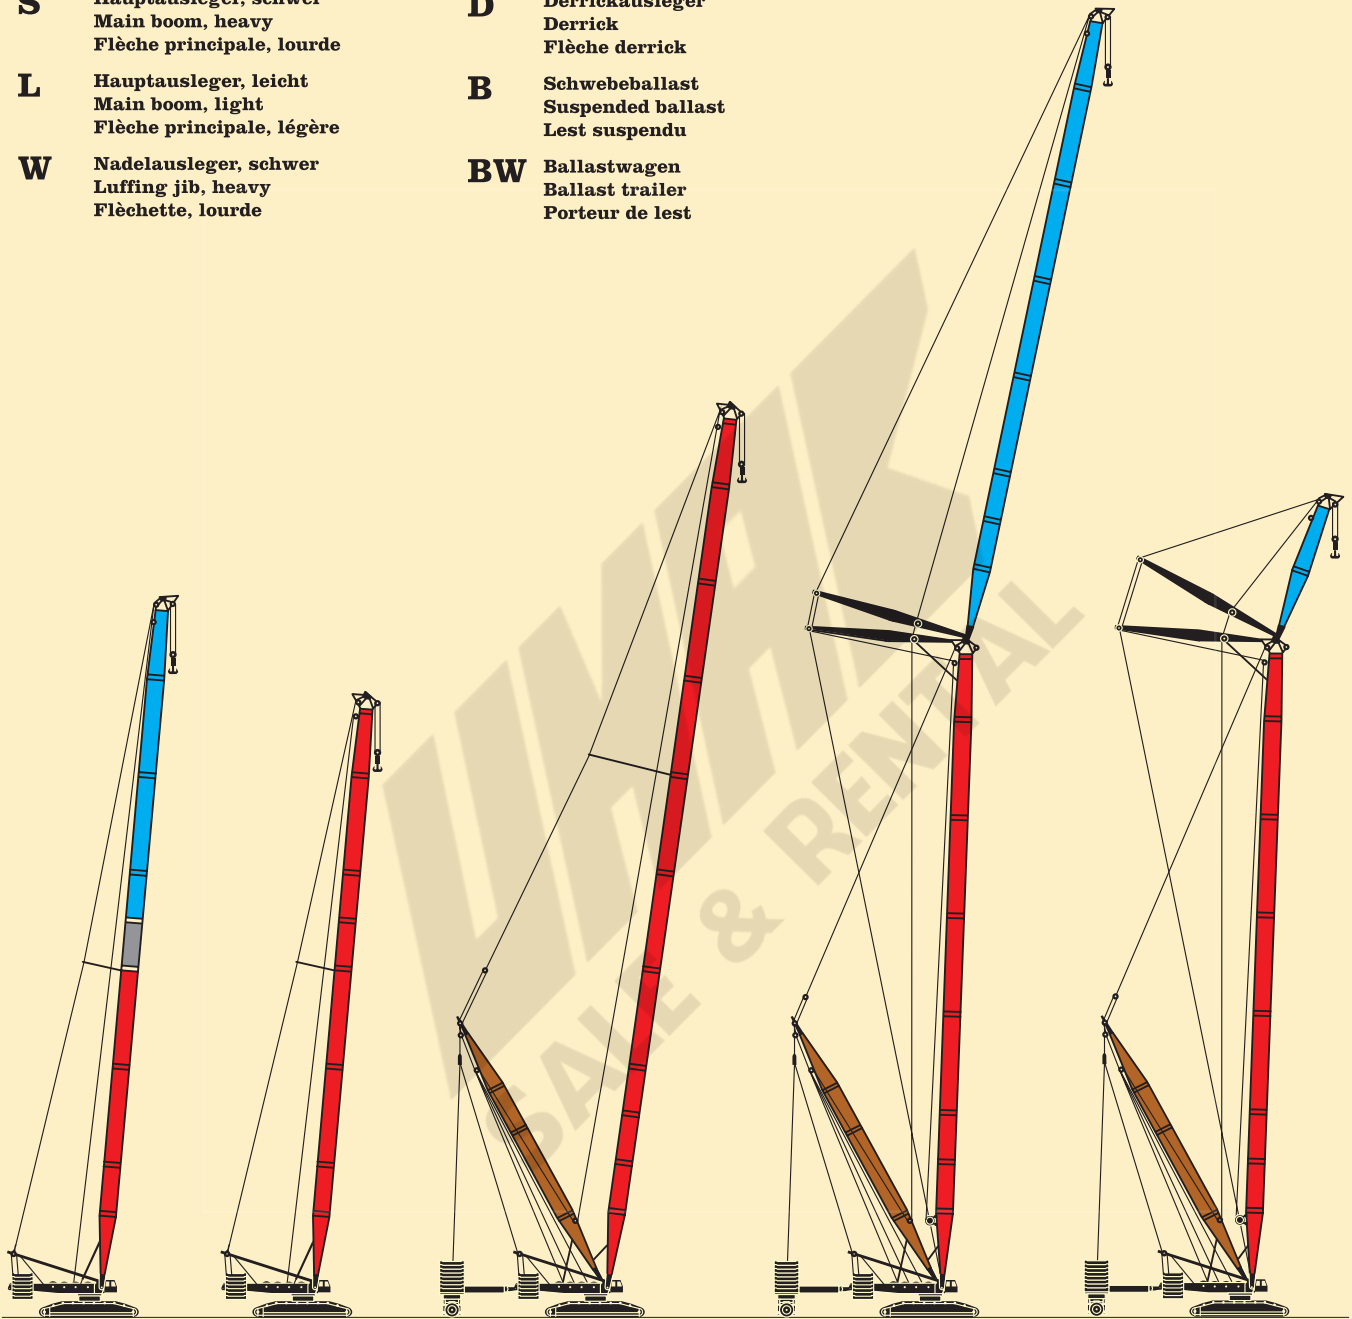 S
Hauptausleger, schwer
Main boom, heavy
Flèche principale, lourde
L
Hauptausleger, leicht
Main boom, light
Flèche principale, légère
W
Nadelausleger, schwer
Luffing jib, heavy
Flèchette, lourde
D
Derrickausleger
Derrick
Flèche derrick
B
Schwebeballast
Suspended ballast
Lest suspendu
BW
Ballastwagen
Ballast trailer
Porteur de lest
SALE & RENTAL